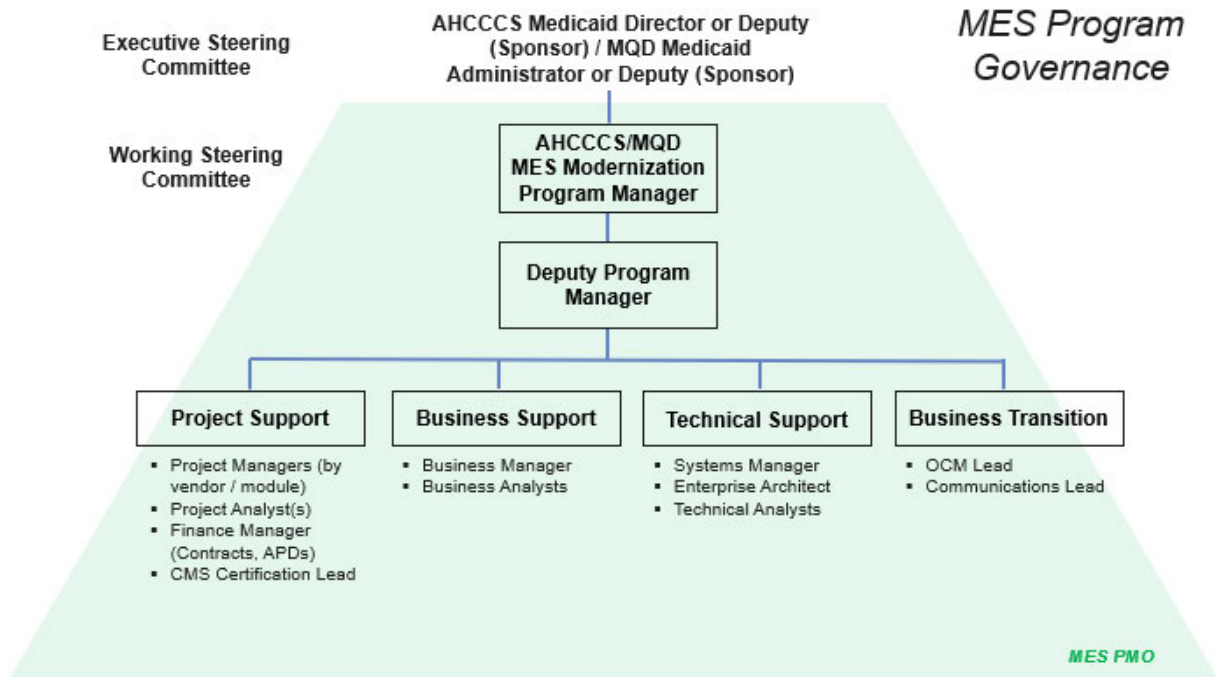 Executive Steering
Committee
AHCCCS Medicaid Director or Deputy
(Sponsor) / MQD Medicaid
Administrator or Deputy (Sponsor)
MES Program
Governance
Working Steering
Committee
AHCCCS/MQD
MES Modernization
Program Manager
Deputy Program
Manager
Project Support
▪ Project Managers (by
vendor / module)
▪ Project Analyst(s)
▪ Finance Manager
(Contracts, APDs)
▪ CMS Certification Lead
Business Support
▪ Business Manager
▪ Business Analysts
Technical Support
▪ Systems Manager
▪ Enterprise Architect
▪ Technical Analysts
Business Transition
▪ OCM Lead
▪ Communications Lead
MES PMO